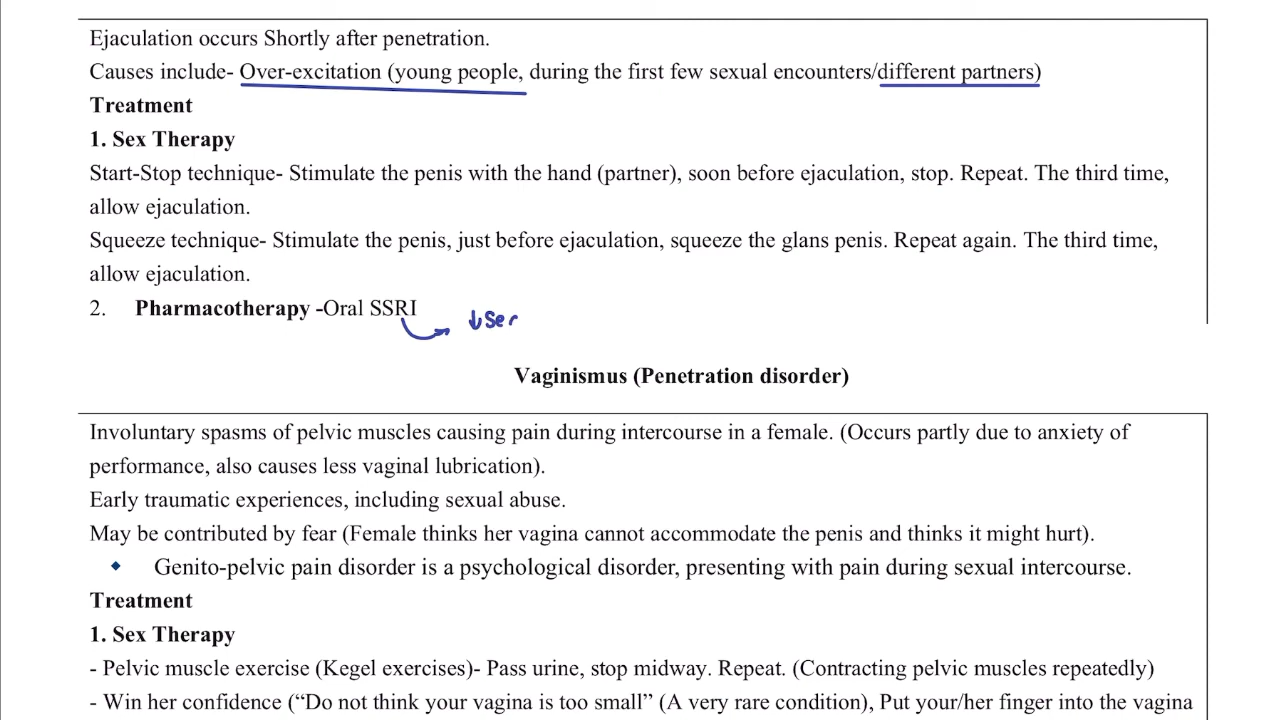 Ejaculation occurs Shortly after penetration.
Causes include- Over-excitation (young people, during the first few sexual encounters/different partners)
Treatment
1. Sex Therapy
Start-Stop technique- Stimulate the penis with the hand (partner), soon before ejaculation, stop. Repeat. The third time,
allow ejaculation.
Squeeze technique- Stimulate the penis, just before ejaculation, squeeze the glans penis. Repeat again. The third time,
allow ejaculation.
2. Pharmacotherapy -Oral SSRI
↓ Ser
Vaginismus (Penetration disorder)
Involuntary spasms of pelvic muscles causing pain during intercourse in a female. (Occurs partly due to anxiety of
performance, also causes less vaginal lubrication).
Early traumatic experiences, including sexual abuse.
May be contributed by fear (Female thinks her vagina cannot accommodate the penis and thinks it might hurt).
◆ Genito-pelvic pain disorder is a psychological disorder, presenting with pain during sexual intercourse.
Treatment
1. Sex Therapy
- Pelvic muscle exercise (Kegel exercises)- Pass urine, stop midway. Repeat. (Contracting pelvic muscles repeatedly)
- Win her confidence (“Do not think your vagina is too small” (A very rare condition), Put your/her finger into the vagina